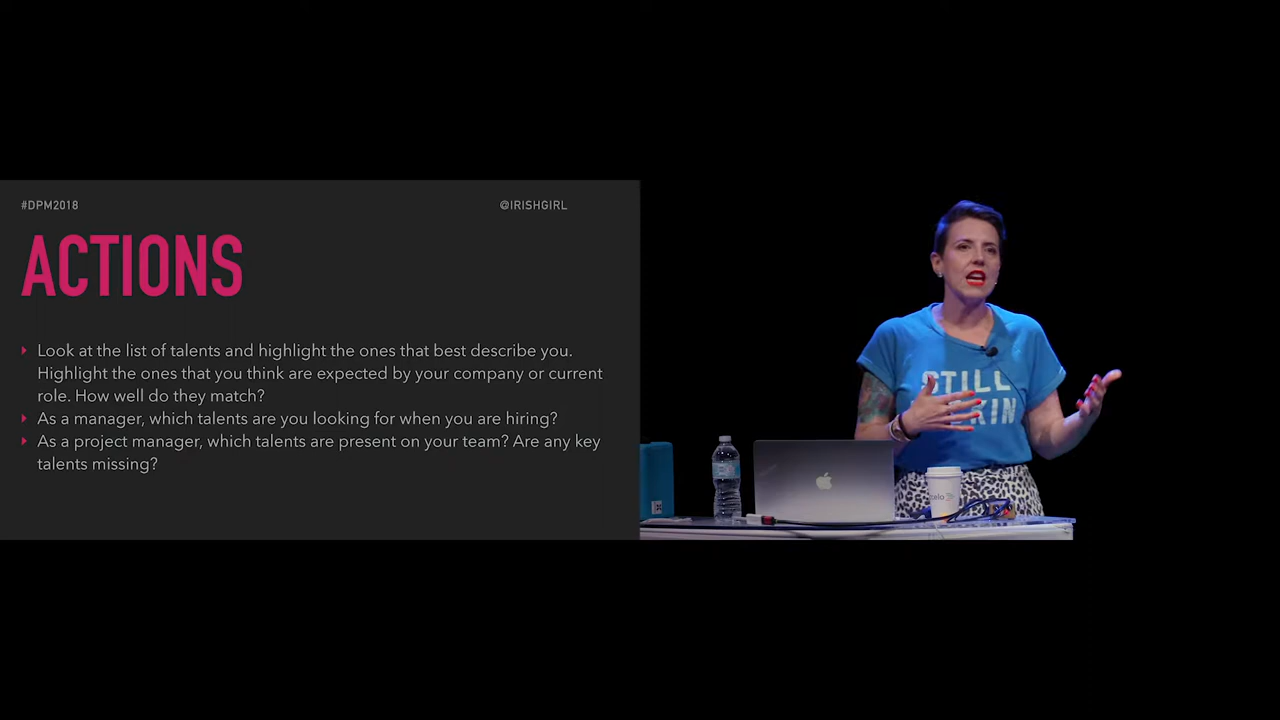 #DPM2018
@IRISHGIRL
ACTIONS
Look at the list of talents and highlight the ones that best describe you.
Highlight the ones that you think are expected by your company or current
role. How well do they match?
As a manager, which talents are you looking for when you are hiring?
As a project manager, which talents are present on your team? Are any key
talents missing?
STILL